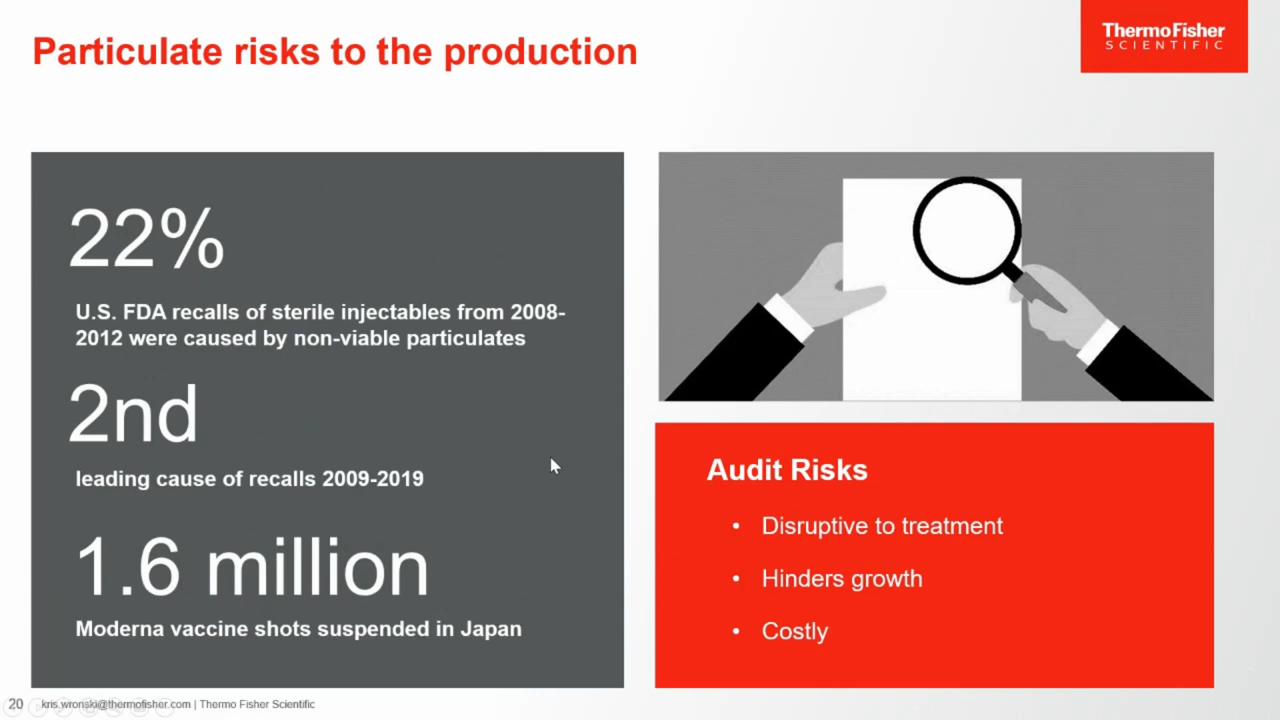 Particulate risks to the production
ThermoFisher
SCIENTIFIC
22%
U.S. FDA recalls of sterile injectables from 2008-
2012 were caused by non-viable particulates
2nd
leading cause of recalls 2009-2019
1.6 million
Moderna vaccine shots suspended in Japan
Audit Risks
• Disruptive to treatment
• Hinders growth
• Costly
20 kris.wronski@thermofisher.com | Thermo Fisher Scientific